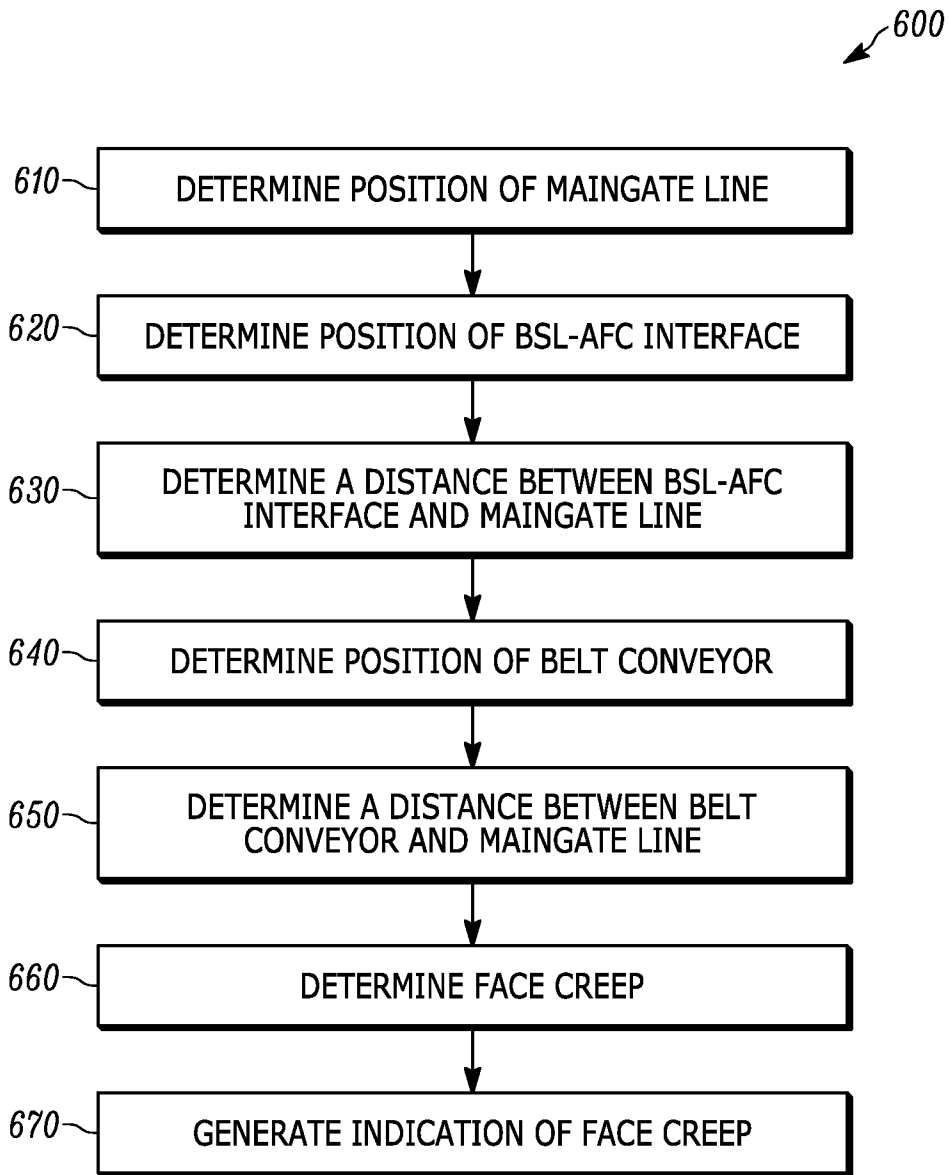 600
610
DETERMINE POSITION OF MAINGATE LINE
620
DETERMINE POSITION OF BSL-AFC INTERFACE
630
DETERMINE A DISTANCE BETWEEN BSL-AFC
INTERFACE AND MAINGATE LINE
640
DETERMINE POSITION OF BELT CONVEYOR
650
DETERMINE A DISTANCE BETWEEN BELT
CONVEYOR AND MAINGATE LINE
660
DETERMINE FACE CREEP
670
GENERATE INDICATION OF FACE CREEP